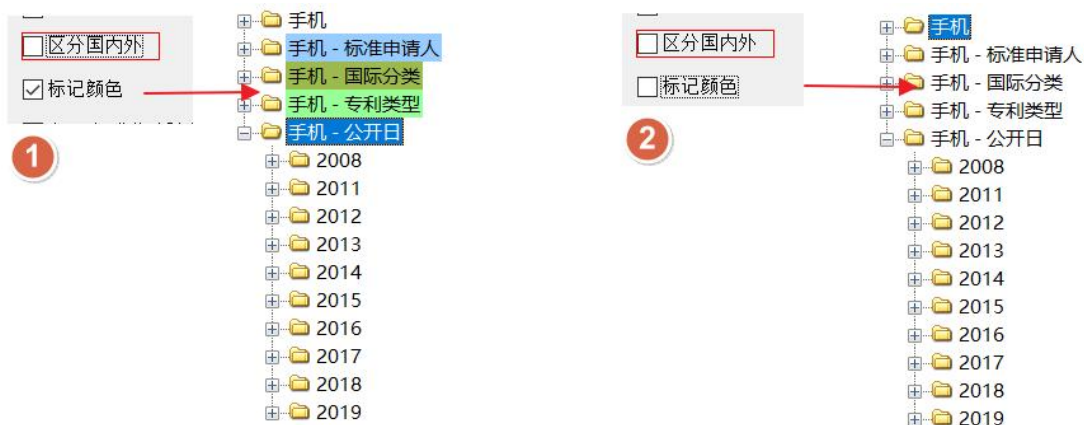 区分国内外
标记颜色
1
手机
手机 - 标准申请人
手机 - 国际分类
手机 - 专利类型
手机 - 公开日
2008
2011
2012
2013
2014
2015
2016
2017
2018
2019
区分国内外
标记颜色
2
手机
手机 - 标准申请人
手机 - 国际分类
手机 - 专利类型
手机 - 公开日
2008
2011
2012
2013
2014
2015
2016
2017
2018
2019